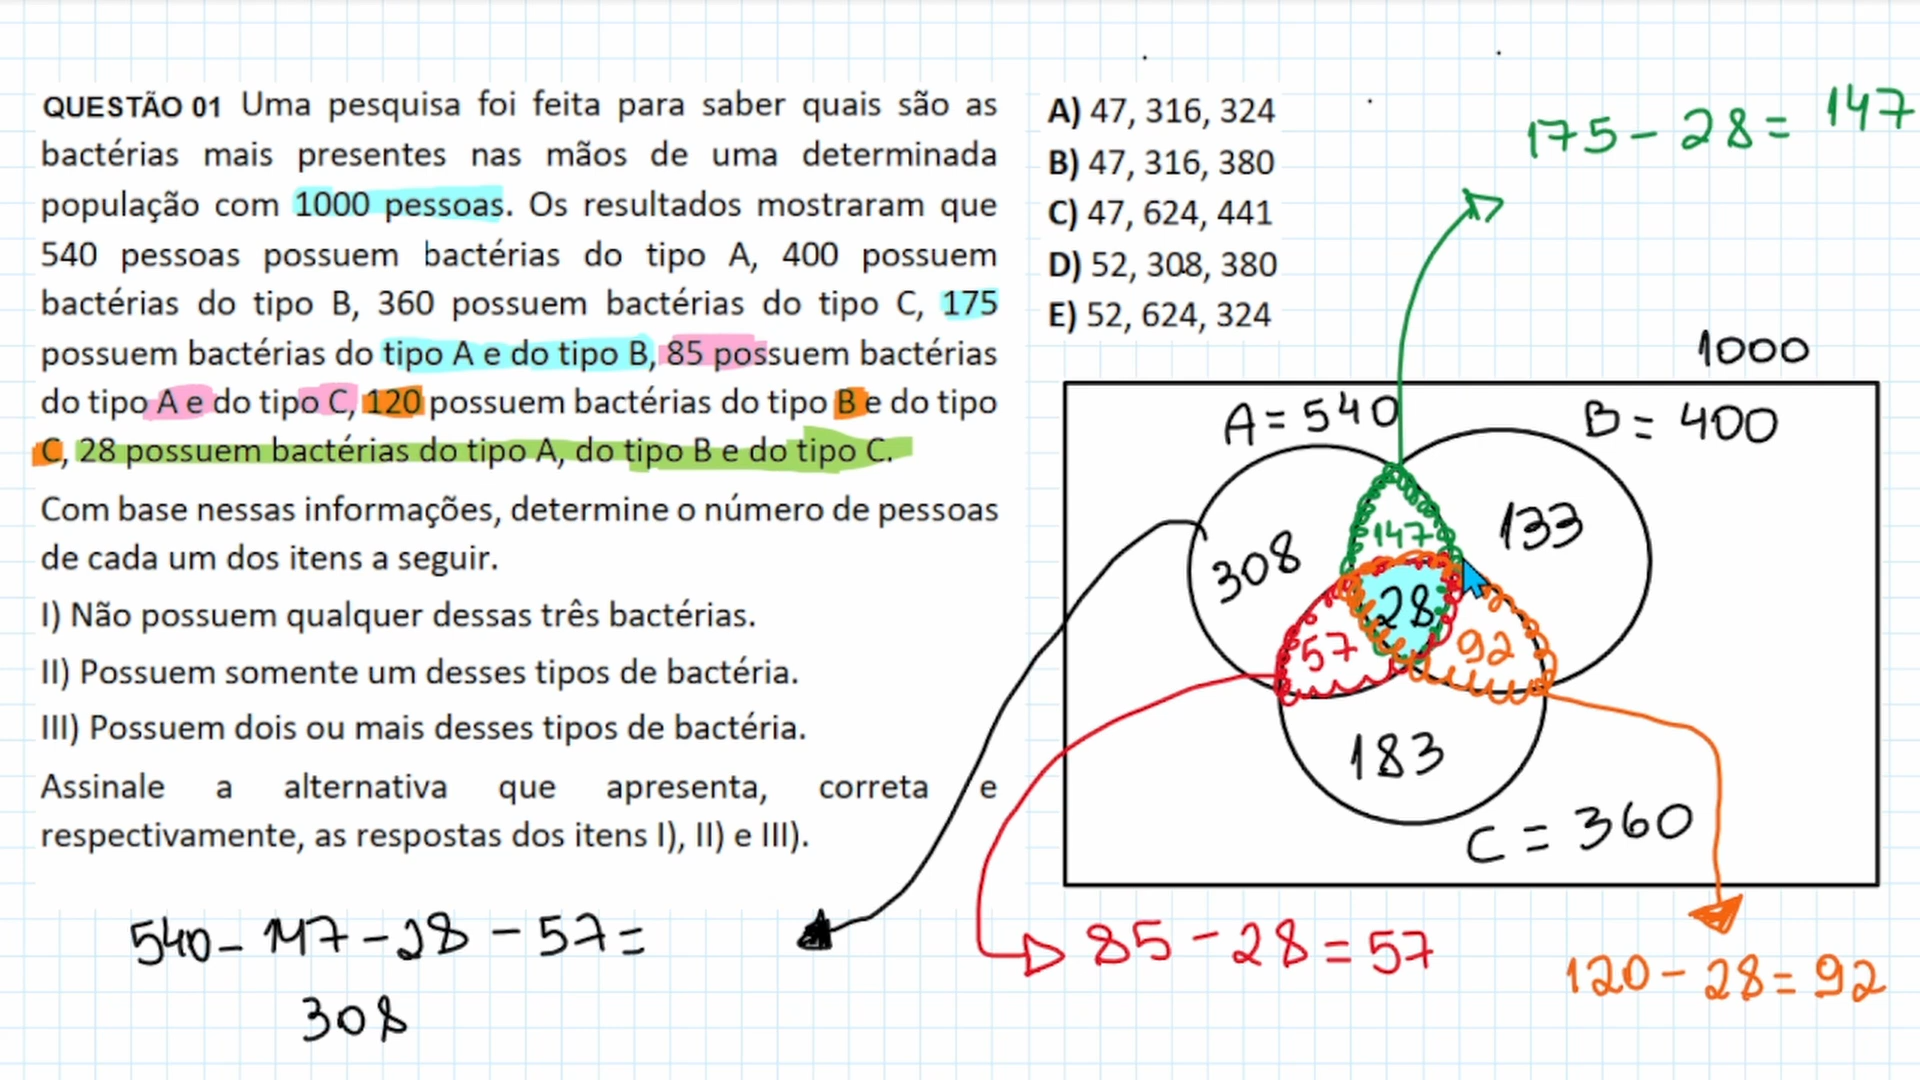 QUESTÃO 01 Uma pesquisa foi feita para saber quais são as
bactérias mais presentes nas mãos de uma determinada
população com 1000 pessoas. Os resultados mostraram que
540 pessoas possuem bactérias do tipo A, 400 possuem
bactérias do tipo B, 360 possuem bactérias do tipo C, 175
possuem bactérias do tipo A e do tipo B, 85 possuem bactérias
do tipo A e do tipo C, 120 possuem bactérias do tipo B e do tipo
C, 28 possuem bactérias do tipo A, do tipo B e do tipo C.
Com base nessas informações, determine o número de pessoas
de cada um dos itens a seguir.
I) Não possuem qualquer dessas três bactérias.
II) Possuem somente um desses tipos de bactéria.
III) Possuem dois ou mais desses tipos de bactéria.
Assinale a alternativa que apresenta, correta e
respectivamente, as respostas dos itens I), II) e III).
540 - 147 - 28 - 57 =
308
A) 47, 316, 324
B) 47, 316, 380
C) 47, 624, 441
D) 52, 308, 380
E) 52, 624, 324
175 - 28 = 147
1000
A = 540
B = 400
147
133
308
28
57
92
183
C = 360
85 - 28 = 57
120 - 28 = 92